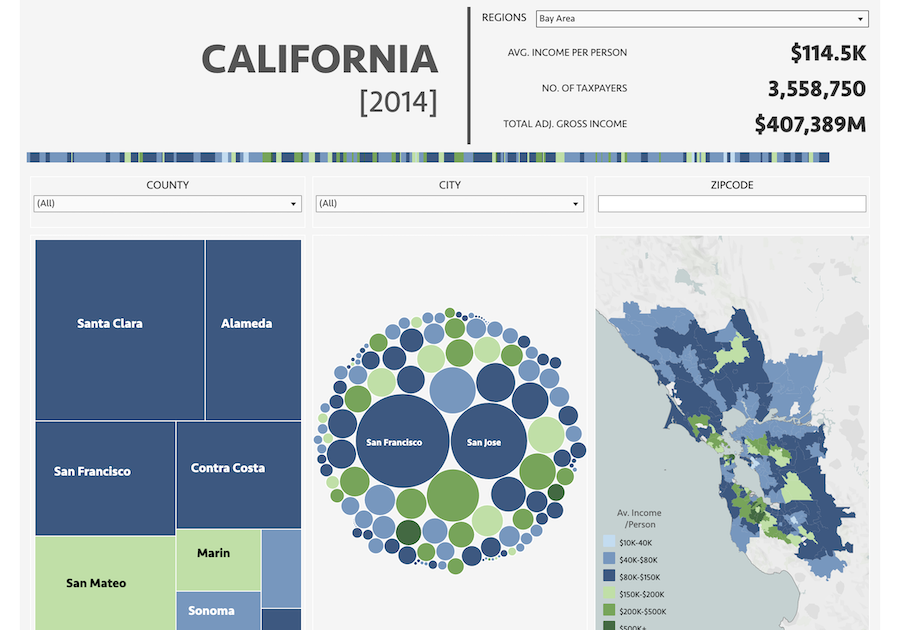 CALIFORNIA
[2014]
REGIONS
Bay Area
AVG. INCOME PER PERSON
$114.5K
NO. OF TAXPAYERS
3,558,750
TOTAL ADJ. GROSS INCOME
$407,389M
COUNTY
CITY
ZIPCODE
(All)
(All)
Santa Clara
Alameda
San Francisco
Contra Costa
San Mateo
Marin
Sonoma
San Francisco
San Jose
Av. Income
/Person
$10K-40K
$40K-$80K
$80K-$150K
$150K-$200K
$200K-$500K
$500K+